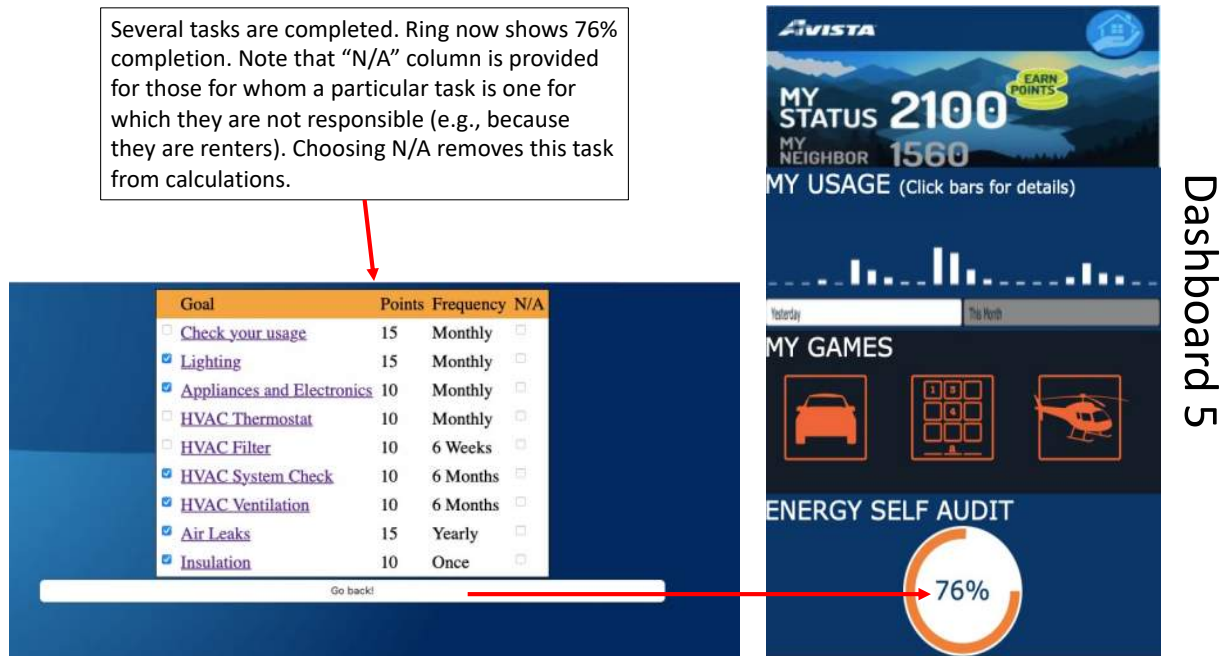 Several tasks are completed. Ring now shows 76%
completion. Note that “N/A” column is provided
for those for whom a particular task is one for
which they are not responsible (e.g., because
they are renters). Choosing N/A removes this task
from calculations.
Goal Points Frequency N/A
Check your usage 15 Monthly
Lighting 15 Monthly
Appliances and Electronics 10 Monthly
HVAC Thermostat 10 Monthly
HVAC Filter 10 6 Weeks
HVAC System Check 10 6 Months
HVAC Ventilation 10 6 Months
Air Leaks 15 Yearly
Insulation 10 Once
Go back!
AVISTA
EARN
POINTS
MY
STATUS 2100
MY
NEIGHBOR 1560
MY USAGE (Click bars for details)
Yesterday This Month
MY GAMES
1 3
4
ENERGY SELF AUDIT
76%
Dashboard 5